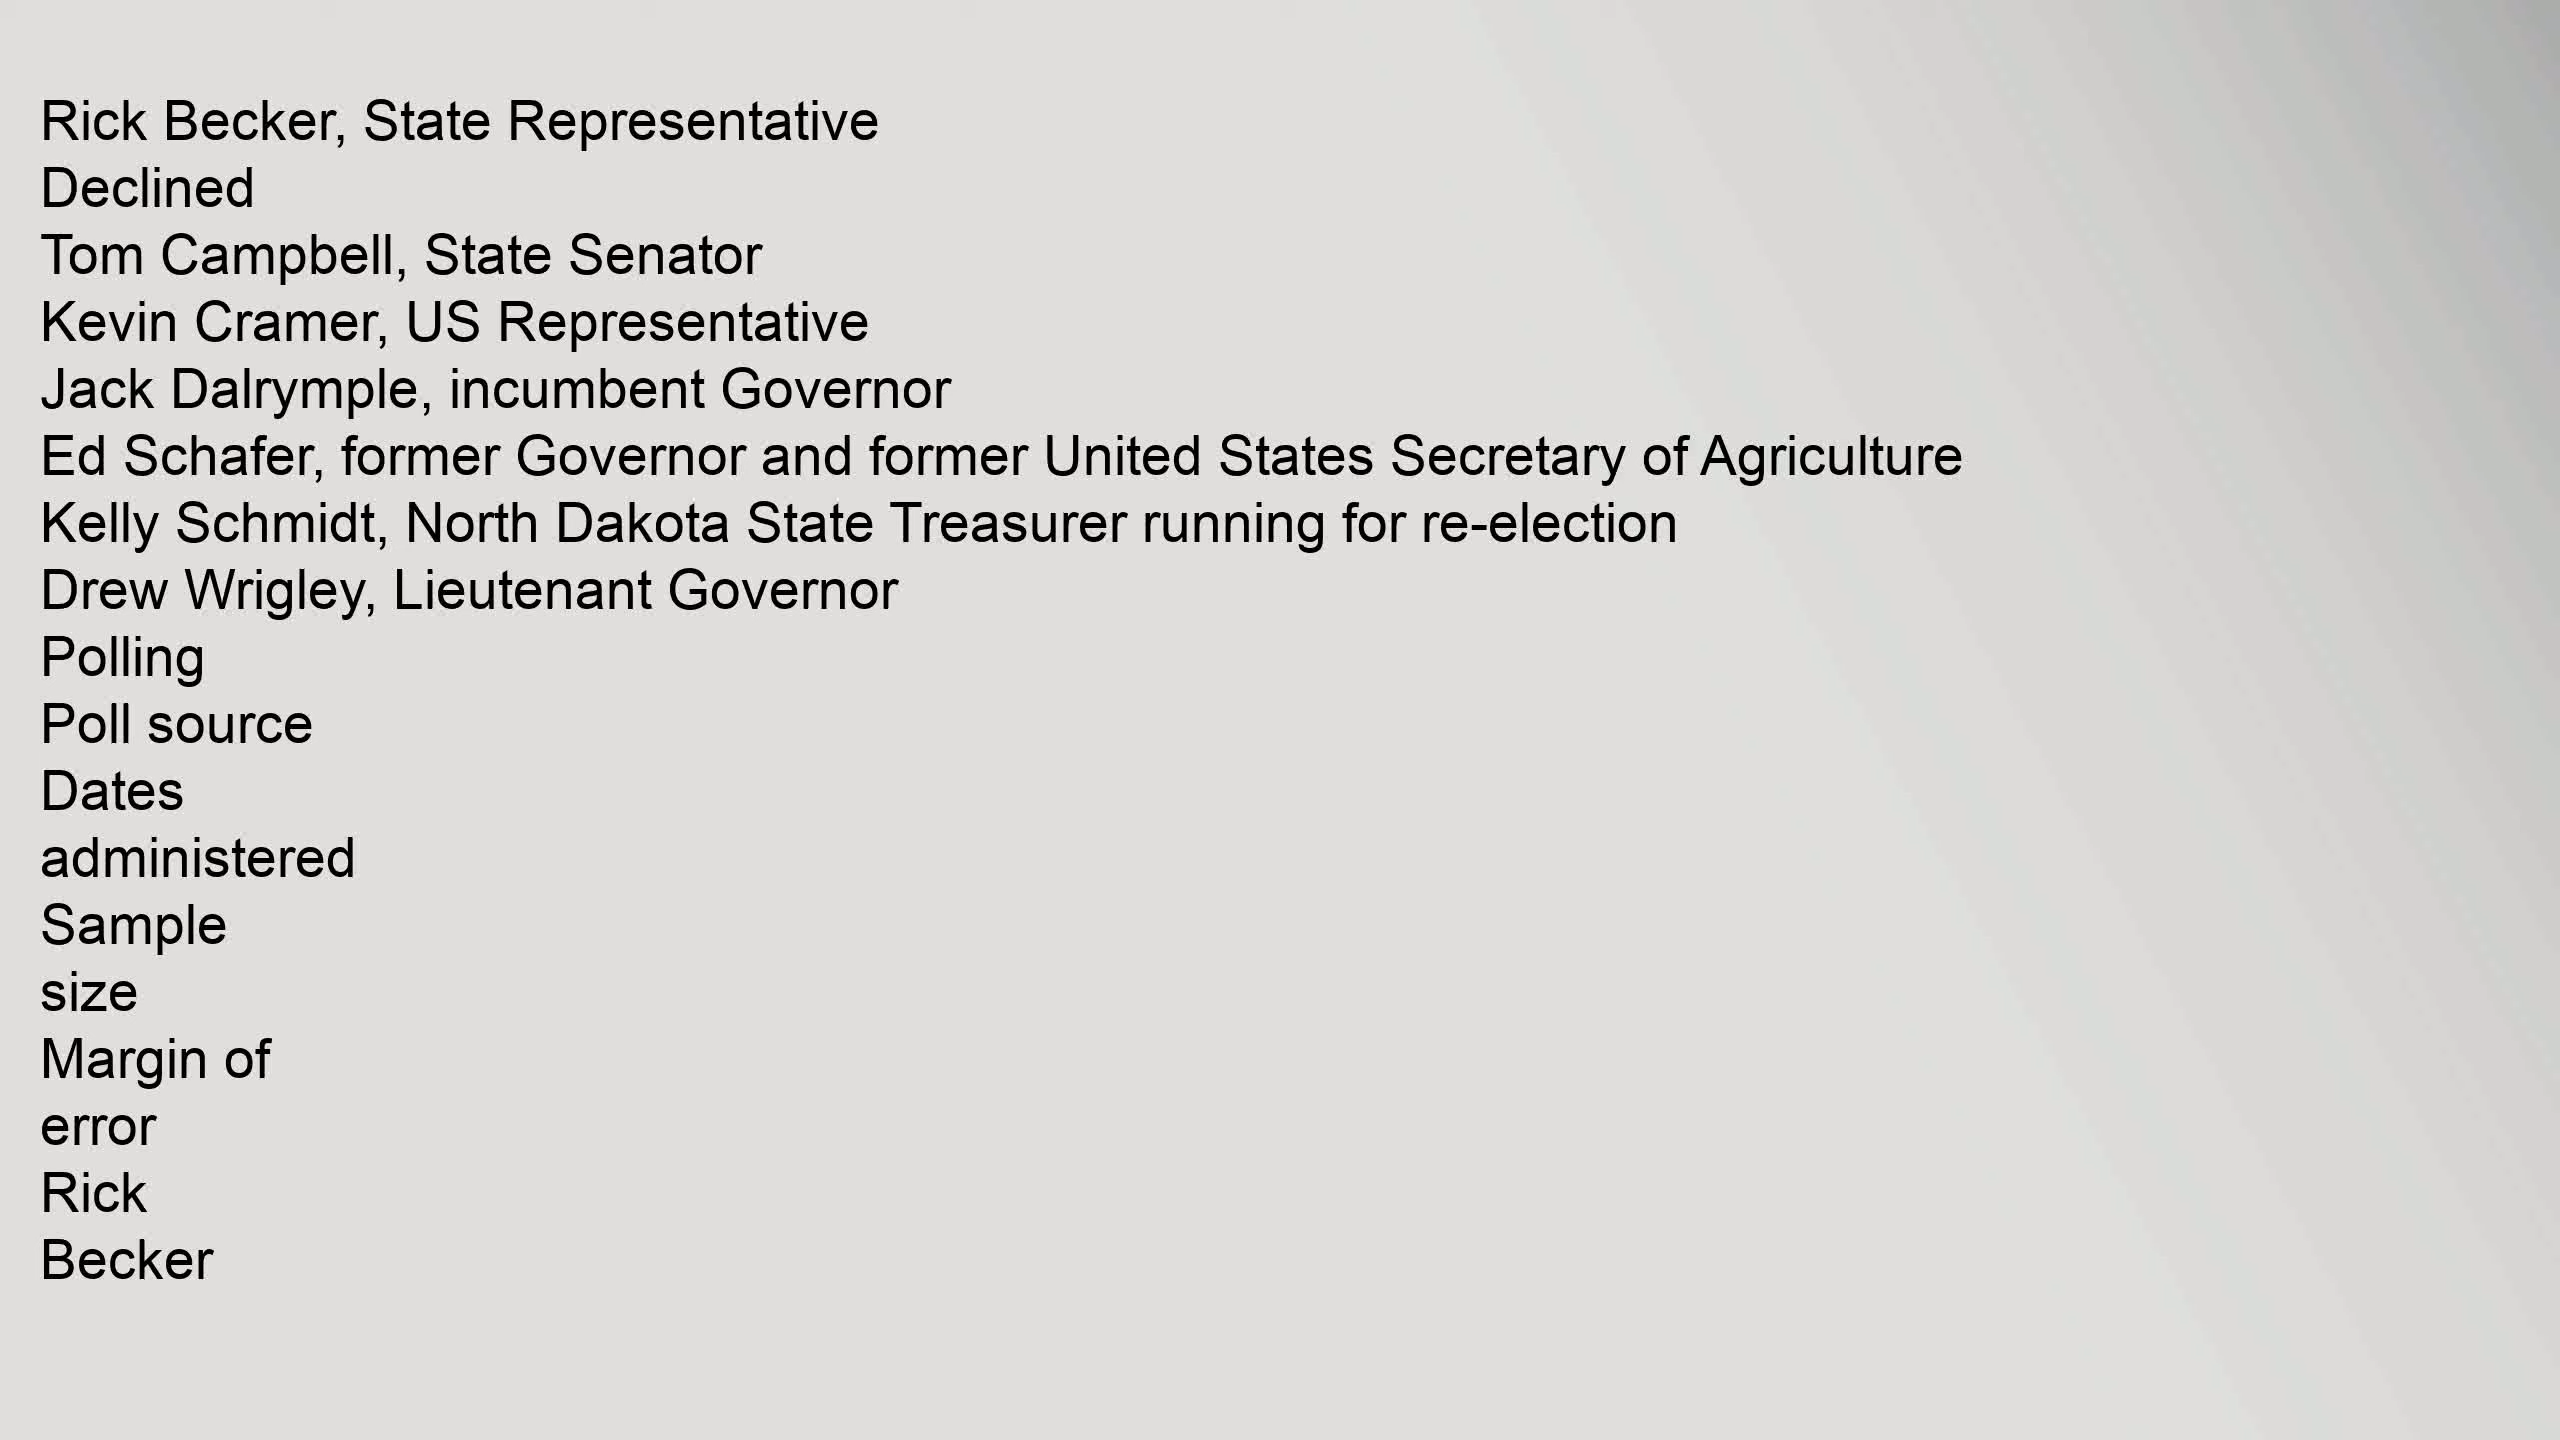 Rick Becker, State Representative
Declined
Tom Campbell, State Senator
Kevin Cramer, US Representative
Jack Dalrymple, incumbent Governor
Ed Schafer, former Governor and former United States Secretary of Agriculture
Kelly Schmidt, North Dakota State Treasurer running for re-election
Drew Wrigley, Lieutenant Governor
Polling
Poll source
Dates
administered
Sample
size
Margin of
error
Rick
Becker